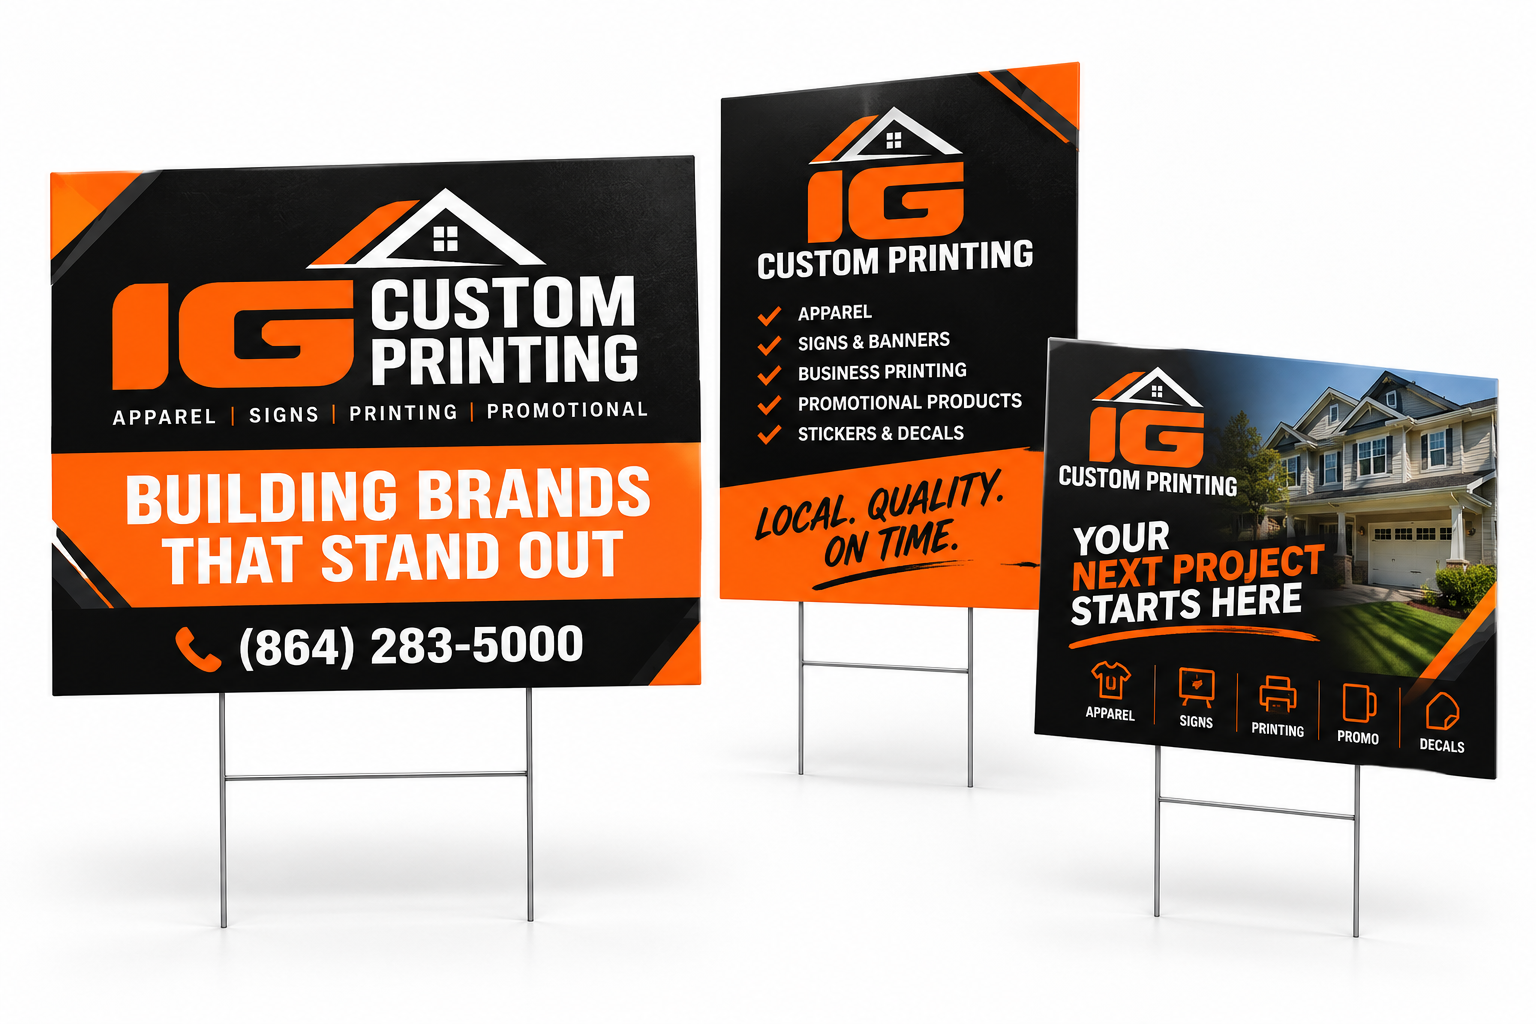 IG CUSTOM
PRINTING
APPAREL | SIGNS | PRINTING | PROMOTIONAL
BUILDING BRANDS
THAT STAND OUT
(864) 283-5000
IG
CUSTOM PRINTING
APPAREL
SIGNS & BANNERS
BUSINESS PRINTING
PROMOTIONAL PRODUCTS
STICKERS & DECALS
LOCAL. QUALITY.
ON TIME.
IG
CUSTOM PRINTING
YOUR
NEXT PROJECT
STARTS HERE
U
APPAREL
SIGNS
PRINTING
PROMO
DECALS